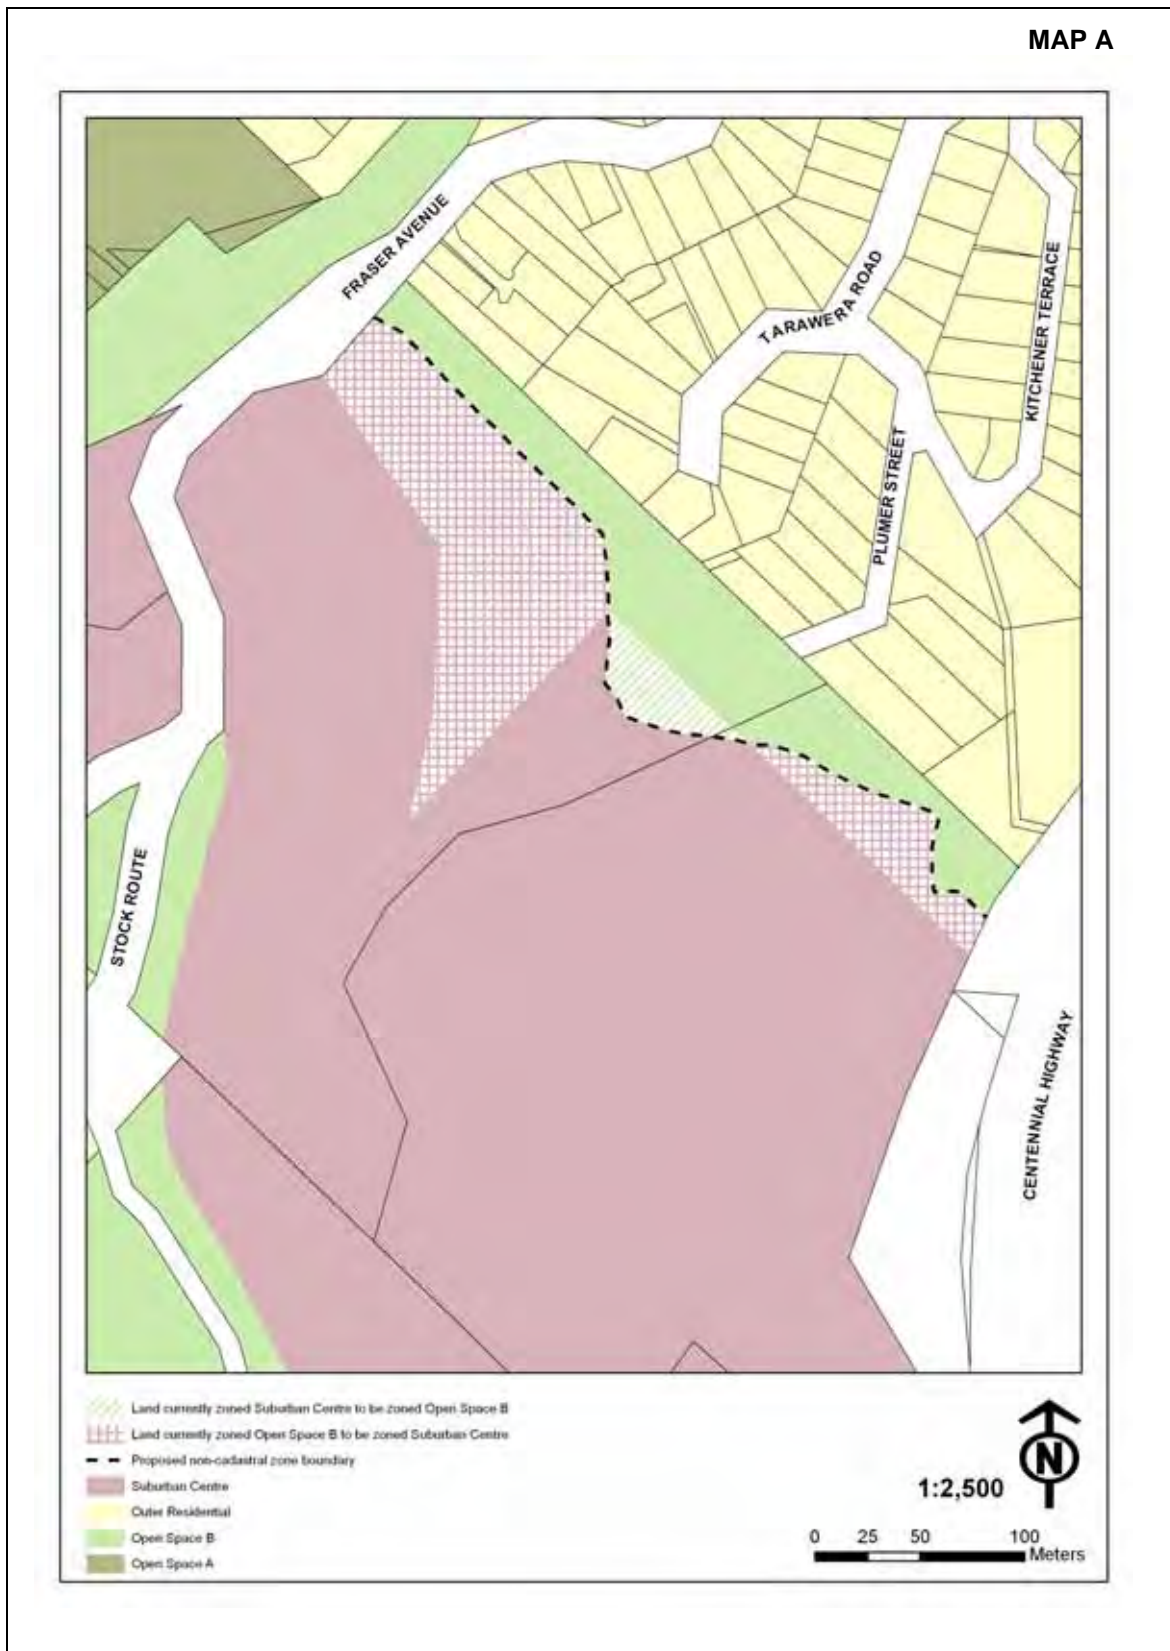 MAP A
FRASER AVENUE
TARAWERA ROAD
KITCHENER TERRACE
PLUMER STREET
STOCK ROUTE
CENTENNIAL HIGHWAY
Land currently zoned Suburban Centre to be zoned Open Space B
Land currently zoned Open Space B to be zoned Suburban Centre
Proposed non-cadastral zone boundary
Suburban Centre
Outer Residential
Open Space B
Open Space A
N
1:2,500
0 25 50 100
Meters